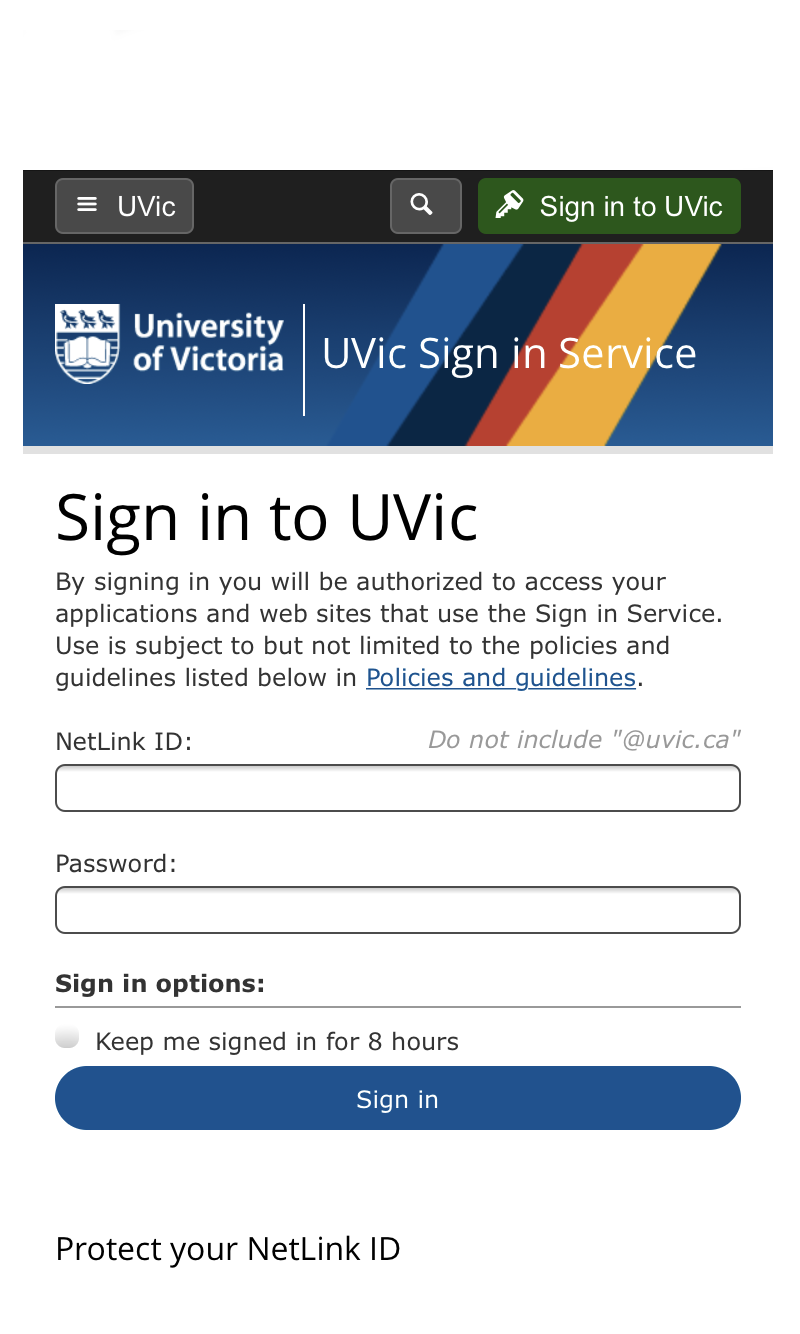 UVic
Sign in to UVic
University
of Victoria
UVic Sign in Service
Sign in to UVic
By signing in you will be authorized to access your
applications and web sites that use the Sign in Service.
Use is subject to but not limited to the policies and
guidelines listed below in Policies and guidelines.
NetLink ID:
Do not include "@uvic.ca"
Password:
Sign in options:
Keep me signed in for 8 hours
Sign in
Protect your NetLink ID